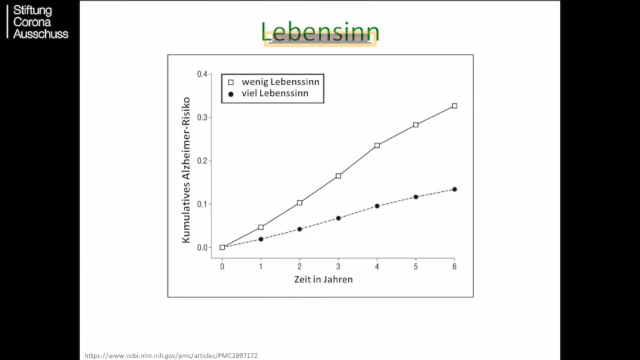 Stiftung
Corona
Ausschuss
Lebensinn
wenig Lebenssinn
viel Lebenssinn
Kumulatives Alzheimer-Risiko
0.4
0.3
0.2
0.1
0.0
0 1 2 3 4 5 6
Zeit in Jahren
https://www.ncbi.nlm.nih.gov/pmc/articles/PMC2897172